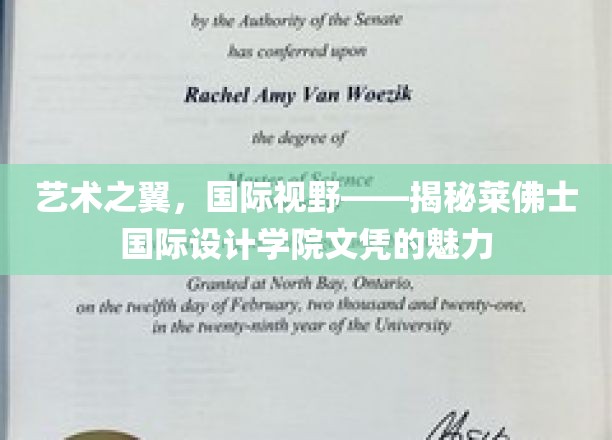 by the Authority of the Senate
has conferred upon
Rachel Amy Van Woezik
the degree of
Master of Science
艺术之翼，国际视野——揭秘莱佛士
国际设计学院文凭的魅力
Granted at North Bay, Ontario,
on the twelfth day of February, two thousand and twenty-one,
in the twenty-ninth year of the University